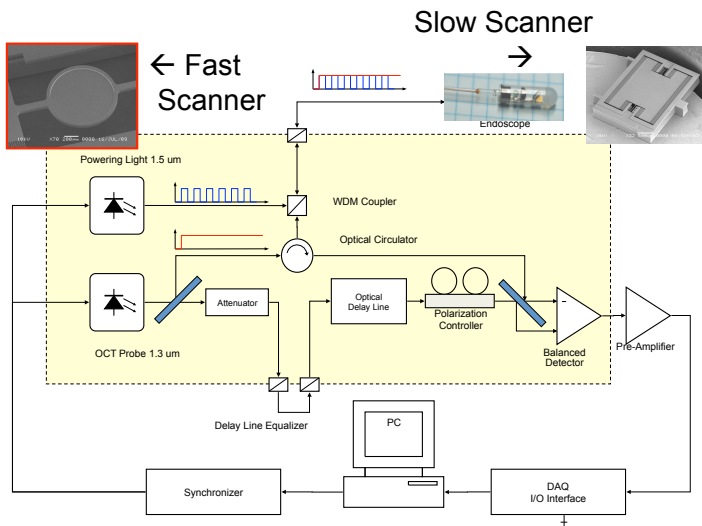 Slow Scanner
→
← Fast
Scanner
Endoscope
Powering Light 1.5 um
WDM Coupler
Optical Circulator
Attenuator
Optical
Delay Line
Polarization
Controller
-
Balanced
Detector
Pre-Amplifier
OCT Probe 1.3 um
Delay Line Equalizer
PC
Synchronizer
DAQ
I/O Interface